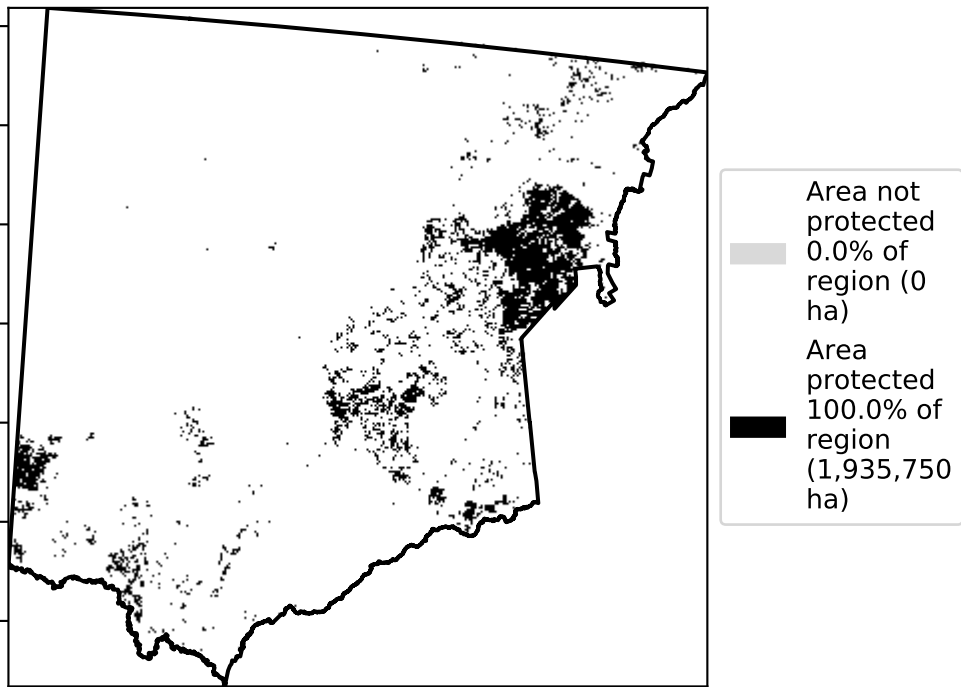 Area not
protected
0.0% of
region (0
ha)
Area
protected
100.0% of
region
(1,935,750
ha)